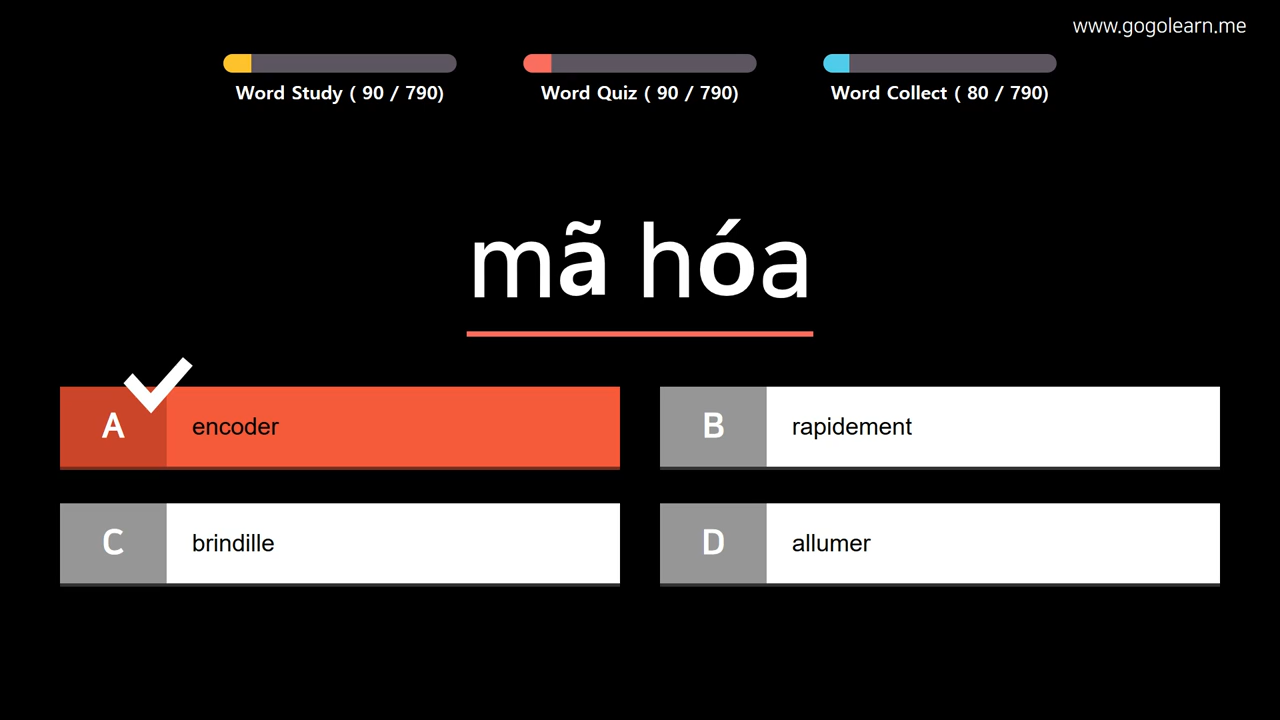 www.gogolearn.me
Word Study ( 90 / 790)
Word Quiz ( 90 / 790)
Word Collect ( 80 / 790)
mã hóa
A encoder
B rapidement
C brindille
D allumer